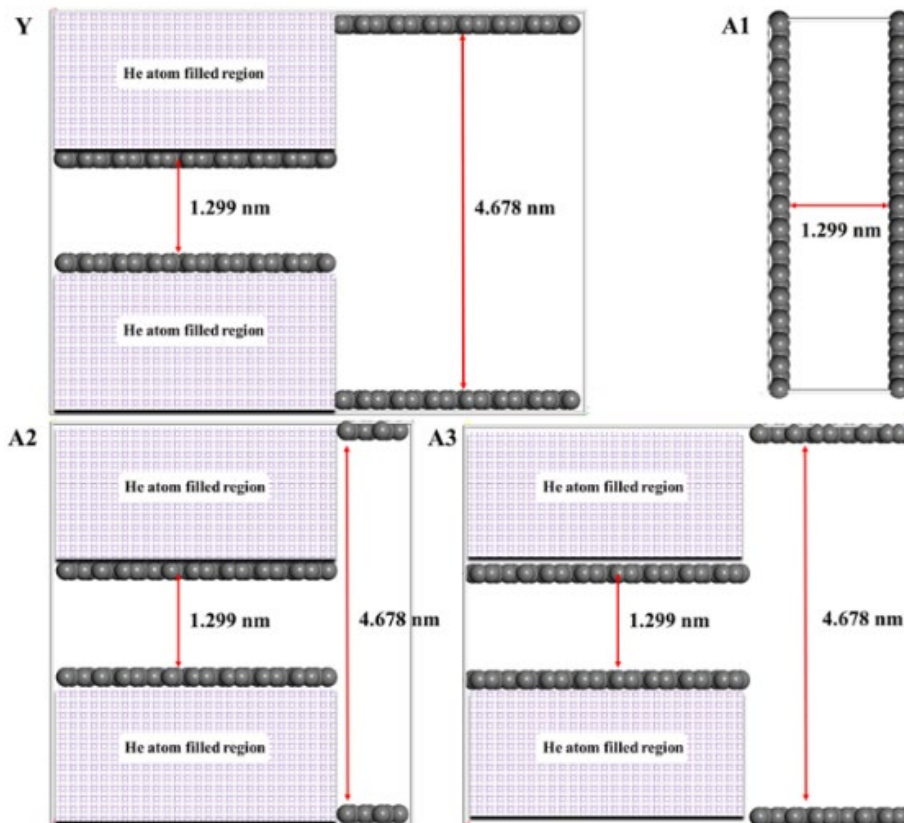 Y
He atom filled region
1.299 nm
4.678 nm
He atom filled region
A1
1.299 nm
A2
He atom filled region
1.299 nm
4.678 nm
He atom filled region
A3
He atom filled region
1.299 nm
4.678 nm
He atom filled region